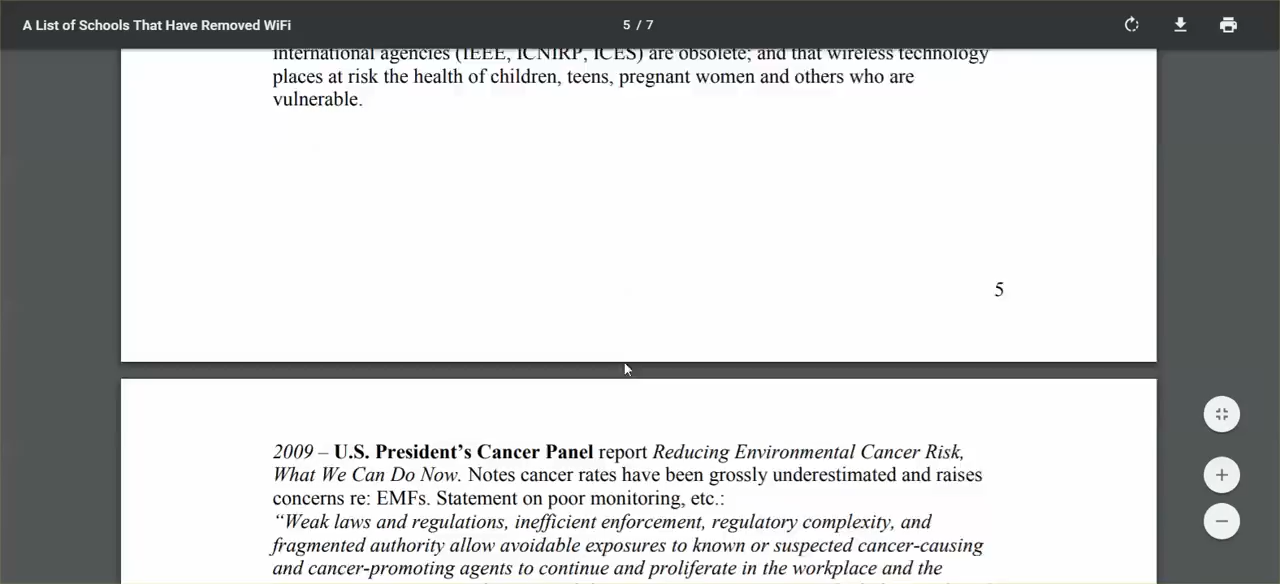 A List of Schools That Have Removed WiFi
5 / 7
international agencies (IEEE, ICNIRP, ICES) are obsolete; and that wireless technology
places at risk the health of children, teens, pregnant women and others who are
vulnerable.
5
2009 – U.S. President’s Cancer Panel report Reducing Environmental Cancer Risk,
What We Can Do Now. Notes cancer rates have been grossly underestimated and raises
concerns re: EMFs. Statement on poor monitoring, etc.:
“Weak laws and regulations, inefficient enforcement, regulatory complexity, and
fragmented authority allow avoidable exposures to known or suspected cancer-causing
and cancer-promoting agents to continue and proliferate in the workplace and the